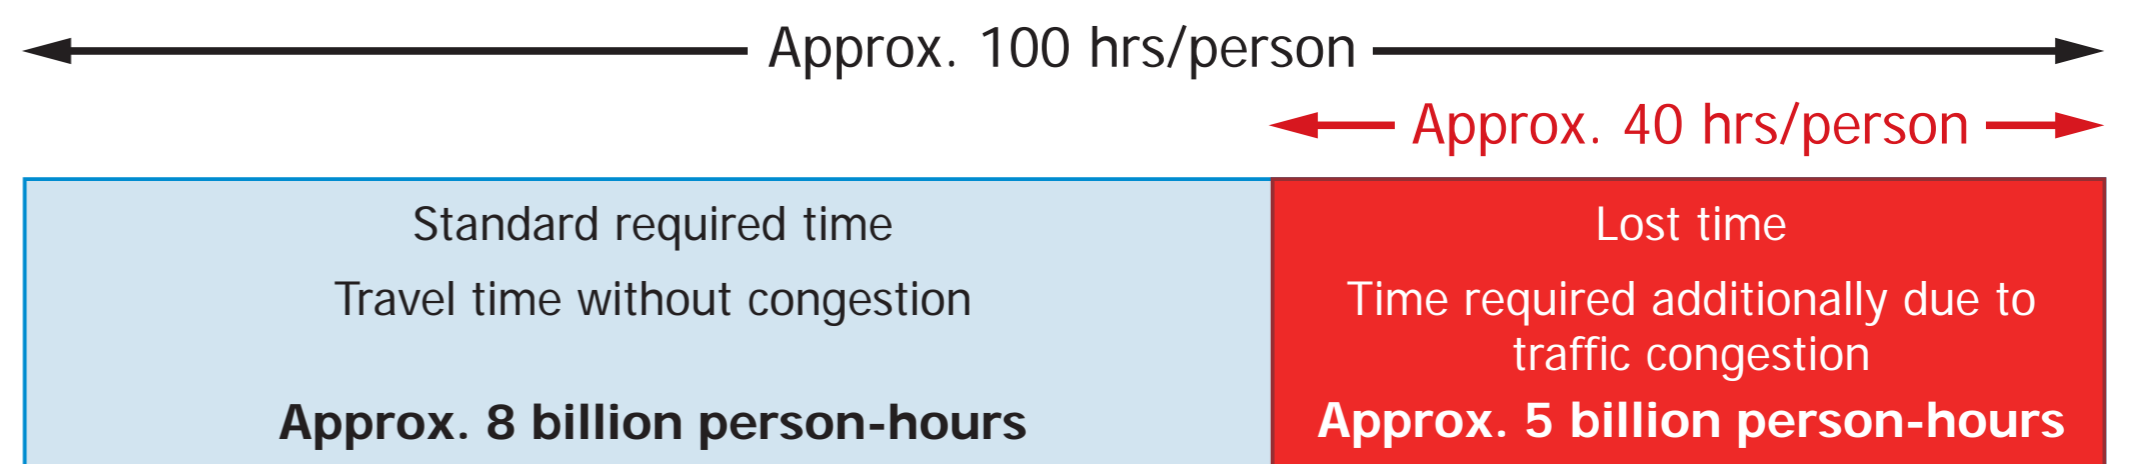 Approx. 100 hrs/person
Approx. 40 hrs/person
Standard required time
Travel time without congestion
Approx. 8 billion person-hours
Lost time
Time required additionally due to
traffic congestion
Approx. 5 billion person-hours